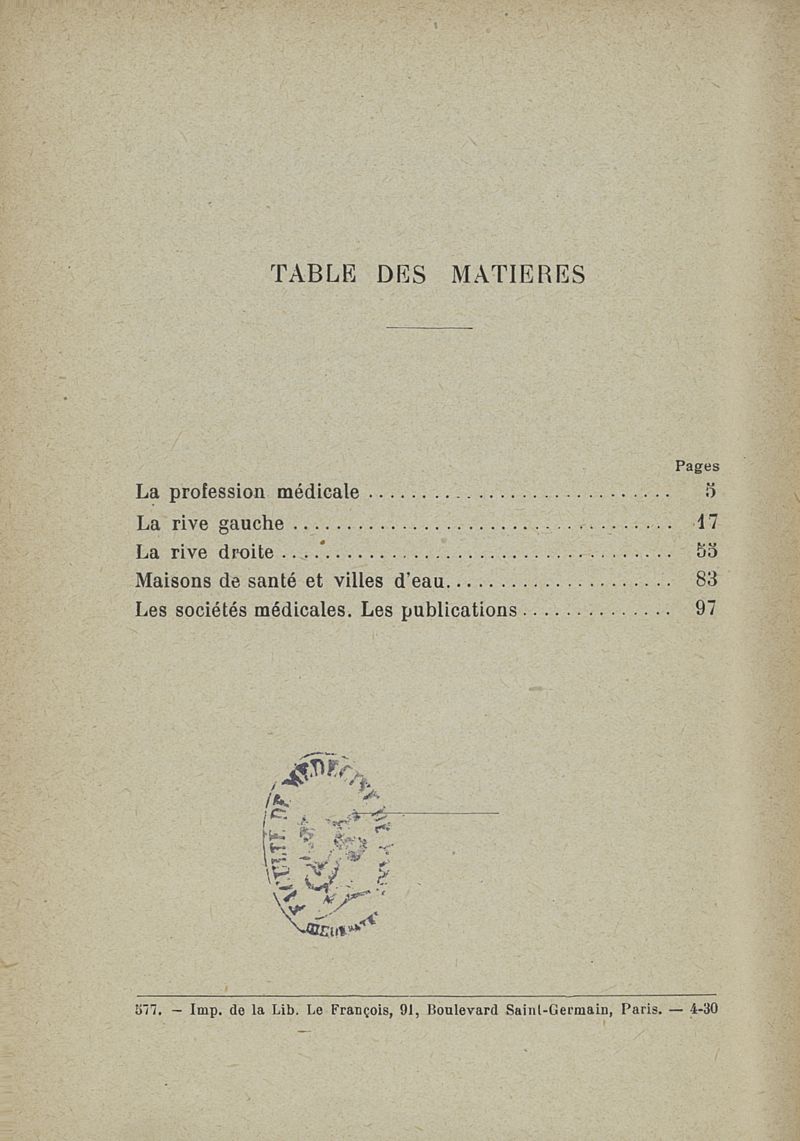 TABLE DES MATIERES
Pages
La profession médicale .............................. 5
La rive gauche ...................................... 17
La rive droite ...................................... 55
Maisons de santé et villes d'eau..................... 83
Les sociétés médicales. Les publications .............. 97
577. — Imp. de la Lib. Le François, 91, Boulevard Saint-Germain, Paris. — 4-30